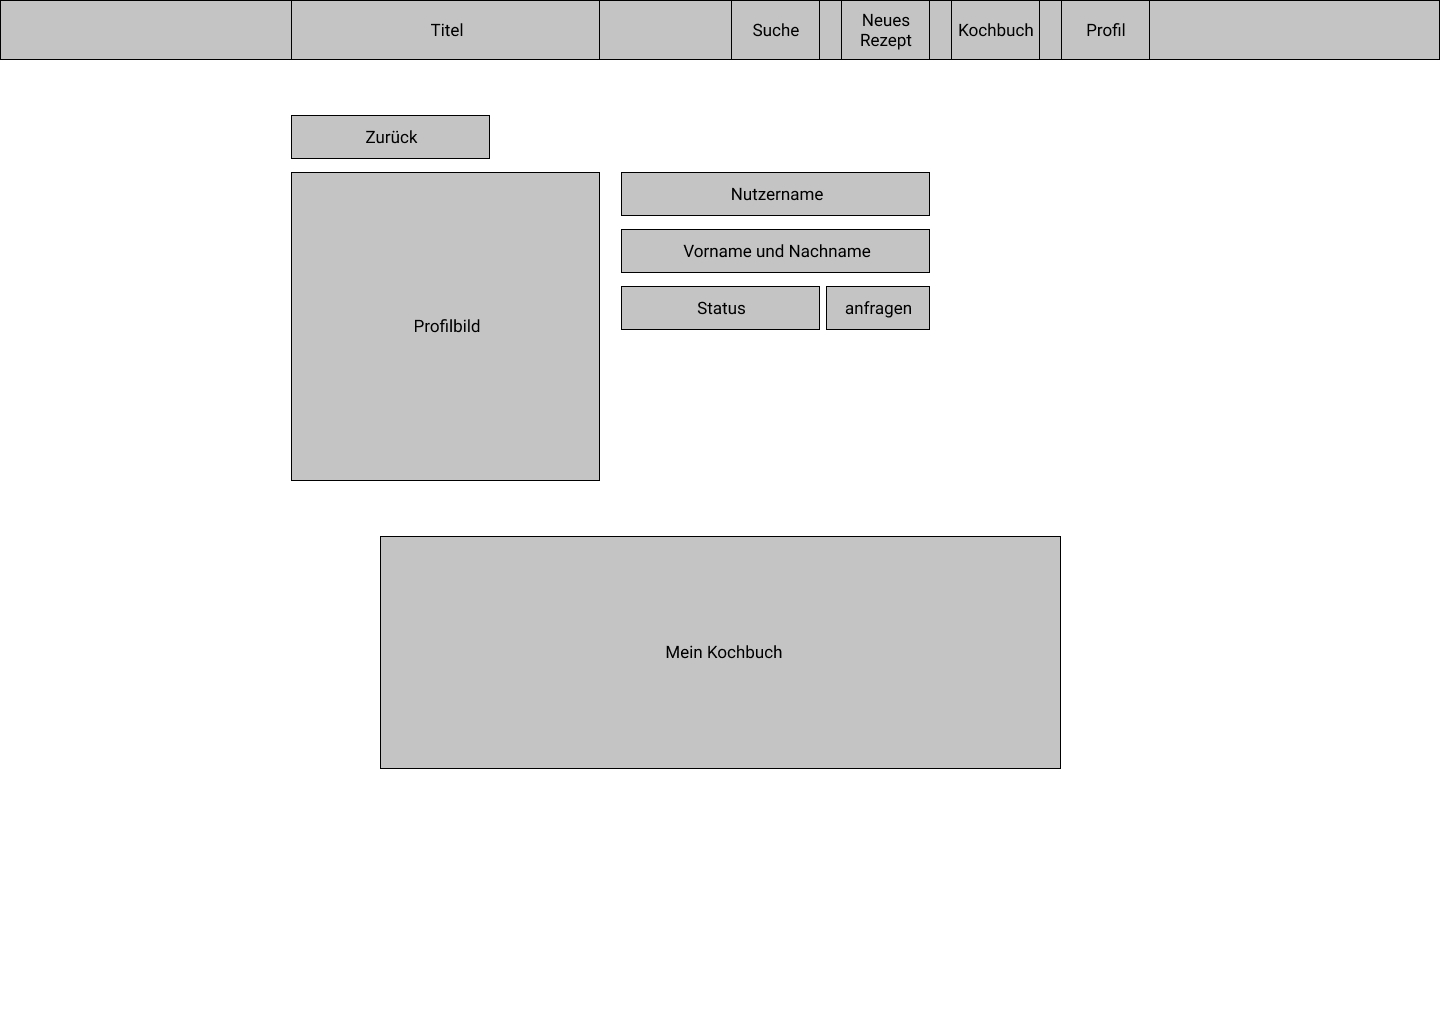 Titel
Suche
Neues
Rezept
Kochbuch
Profil
Zurück
Profilbild
Nutzername
Vorname und Nachname
Status
anfragen
Mein Kochbuch